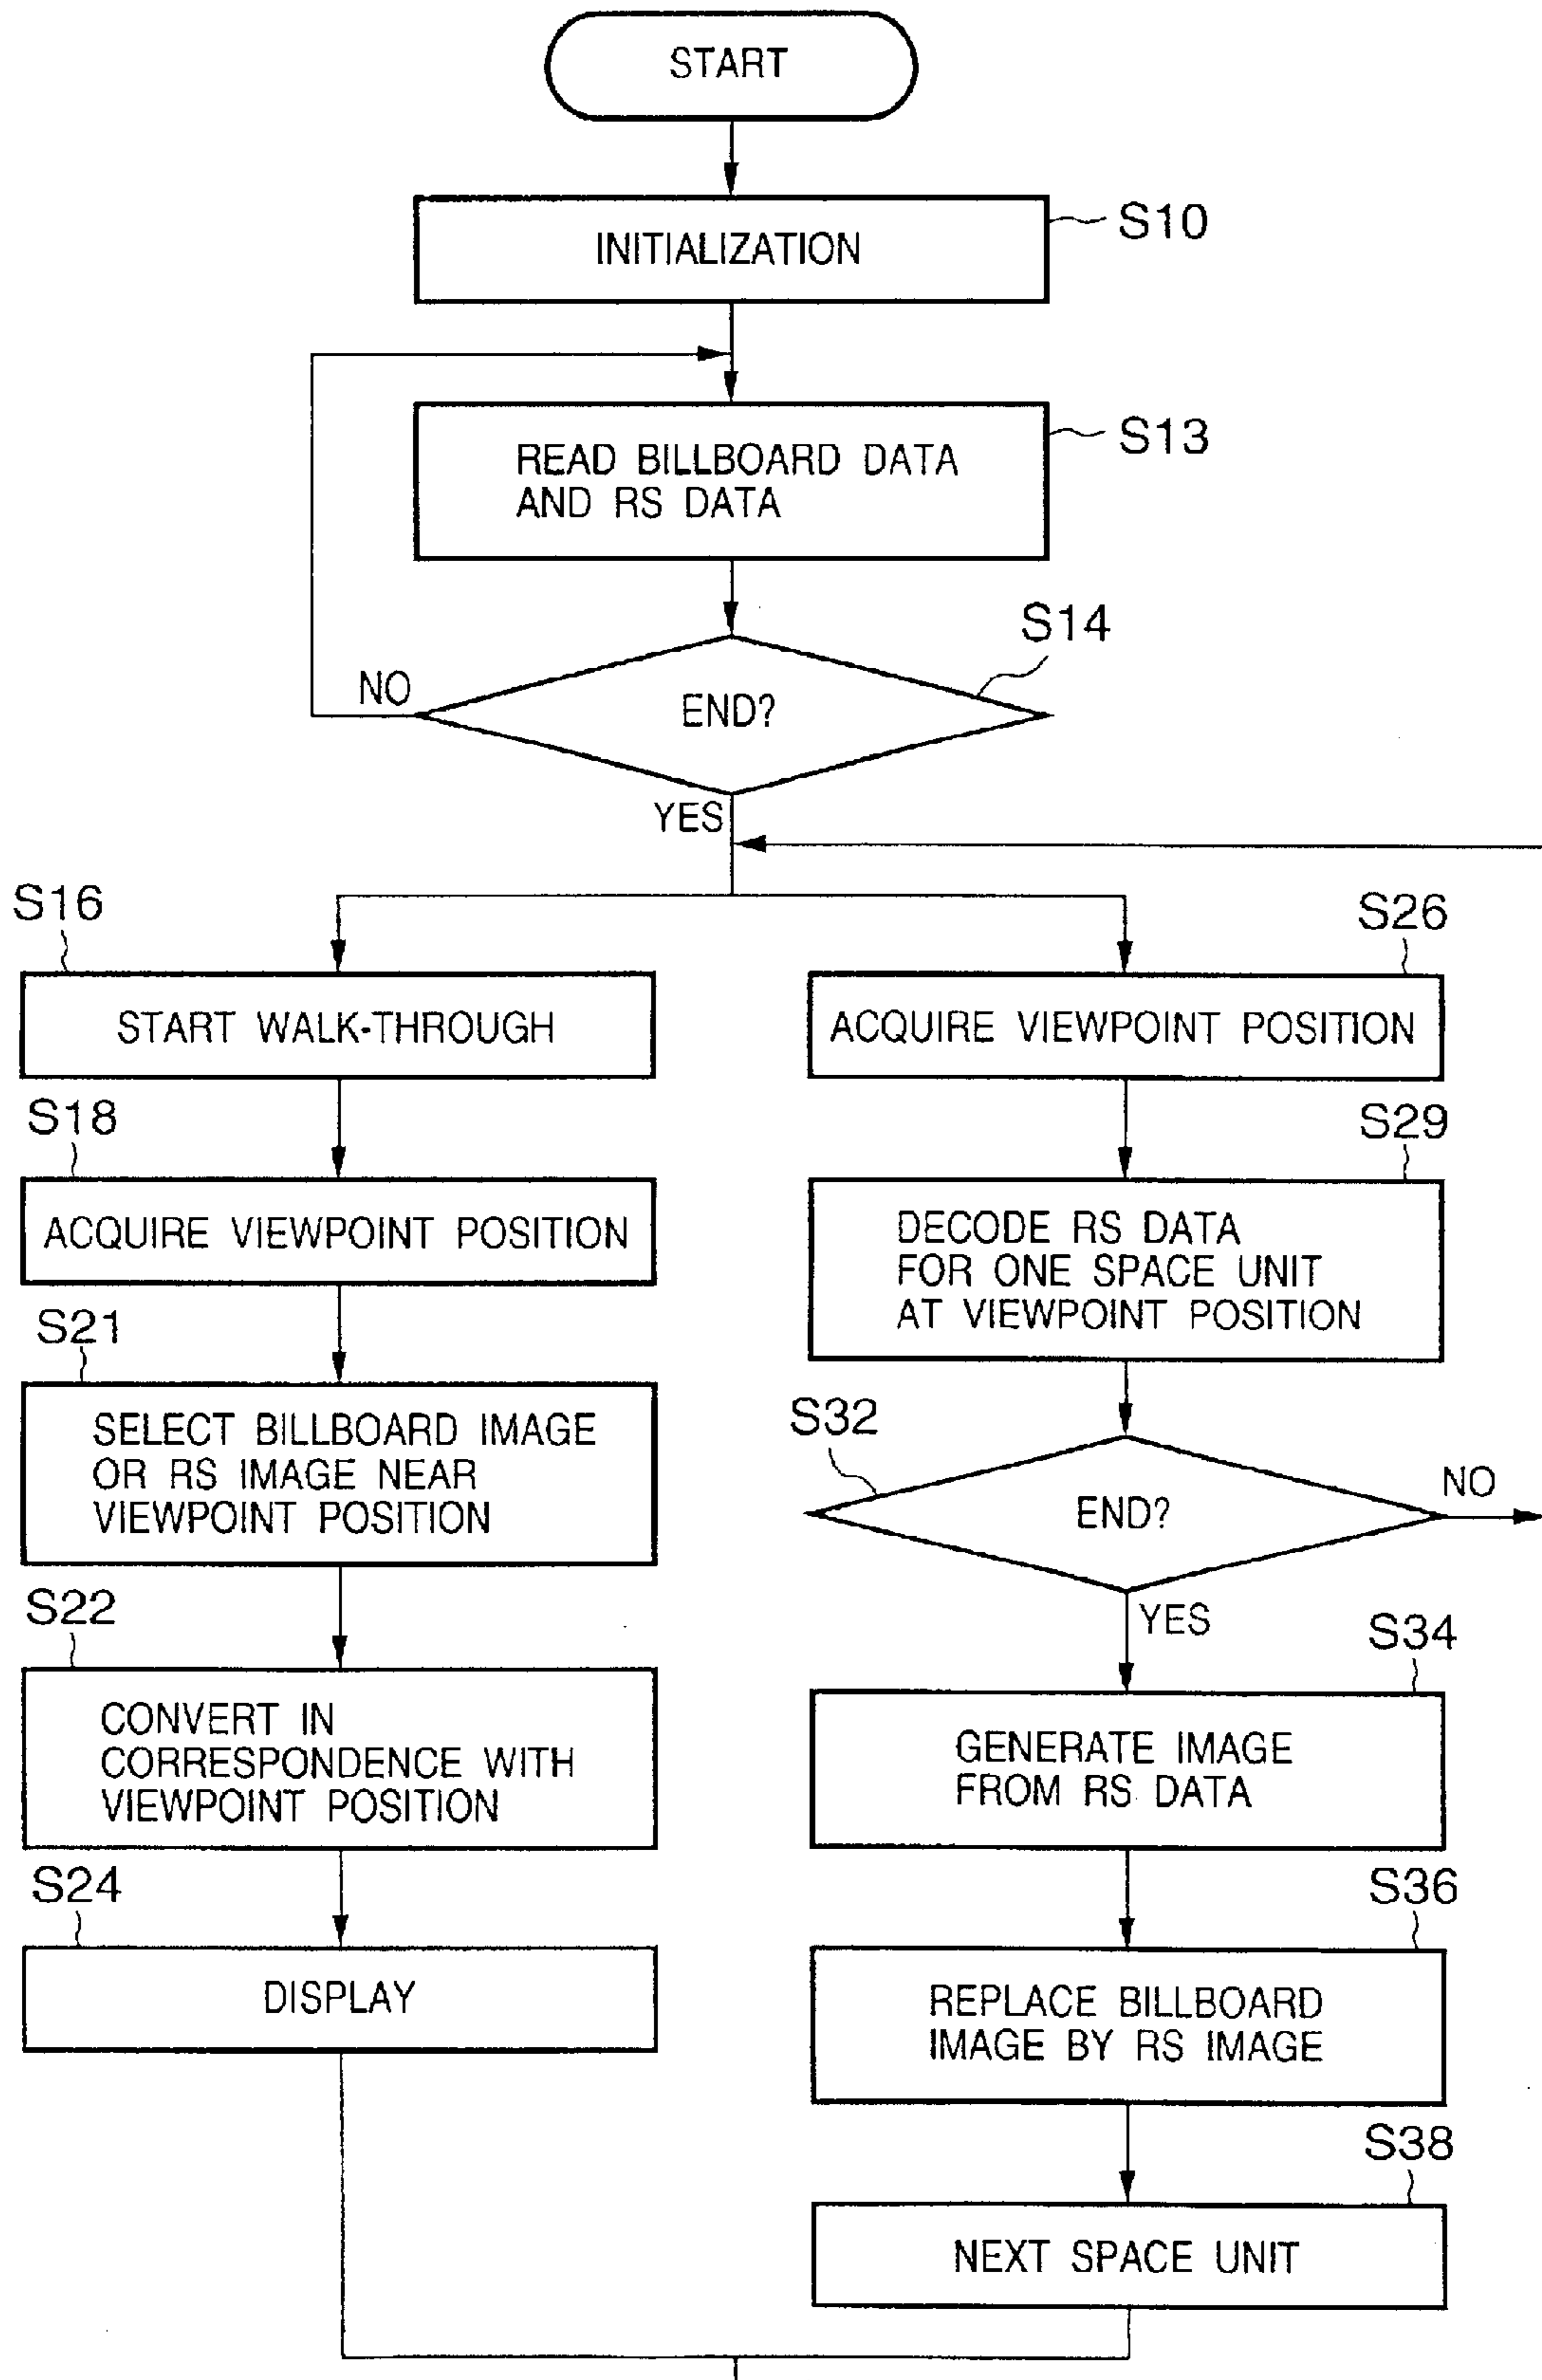 START
INITIALIZATION
S10
READ BILLBOARD DATA
AND RS DATA
S13
S14
END?
NO
YES
S16
START WALK-THROUGH
S18
ACQUIRE VIEWPOINT POSITION
S21
SELECT BILLBOARD IMAGE
OR RS IMAGE NEAR
VIEWPOINT POSITION
S22
CONVERT IN
CORRESPONDENCE WITH
VIEWPOINT POSITION
S24
DISPLAY
S26
ACQUIRE VIEWPOINT POSITION
S29
DECODE RS DATA
FOR ONE SPACE UNIT
AT VIEWPOINT POSITION
S32
END?
NO
YES
S34
GENERATE IMAGE
FROM RS DATA
S36
REPLACE BILLBOARD
IMAGE BY RS IMAGE
S38
NEXT SPACE UNIT